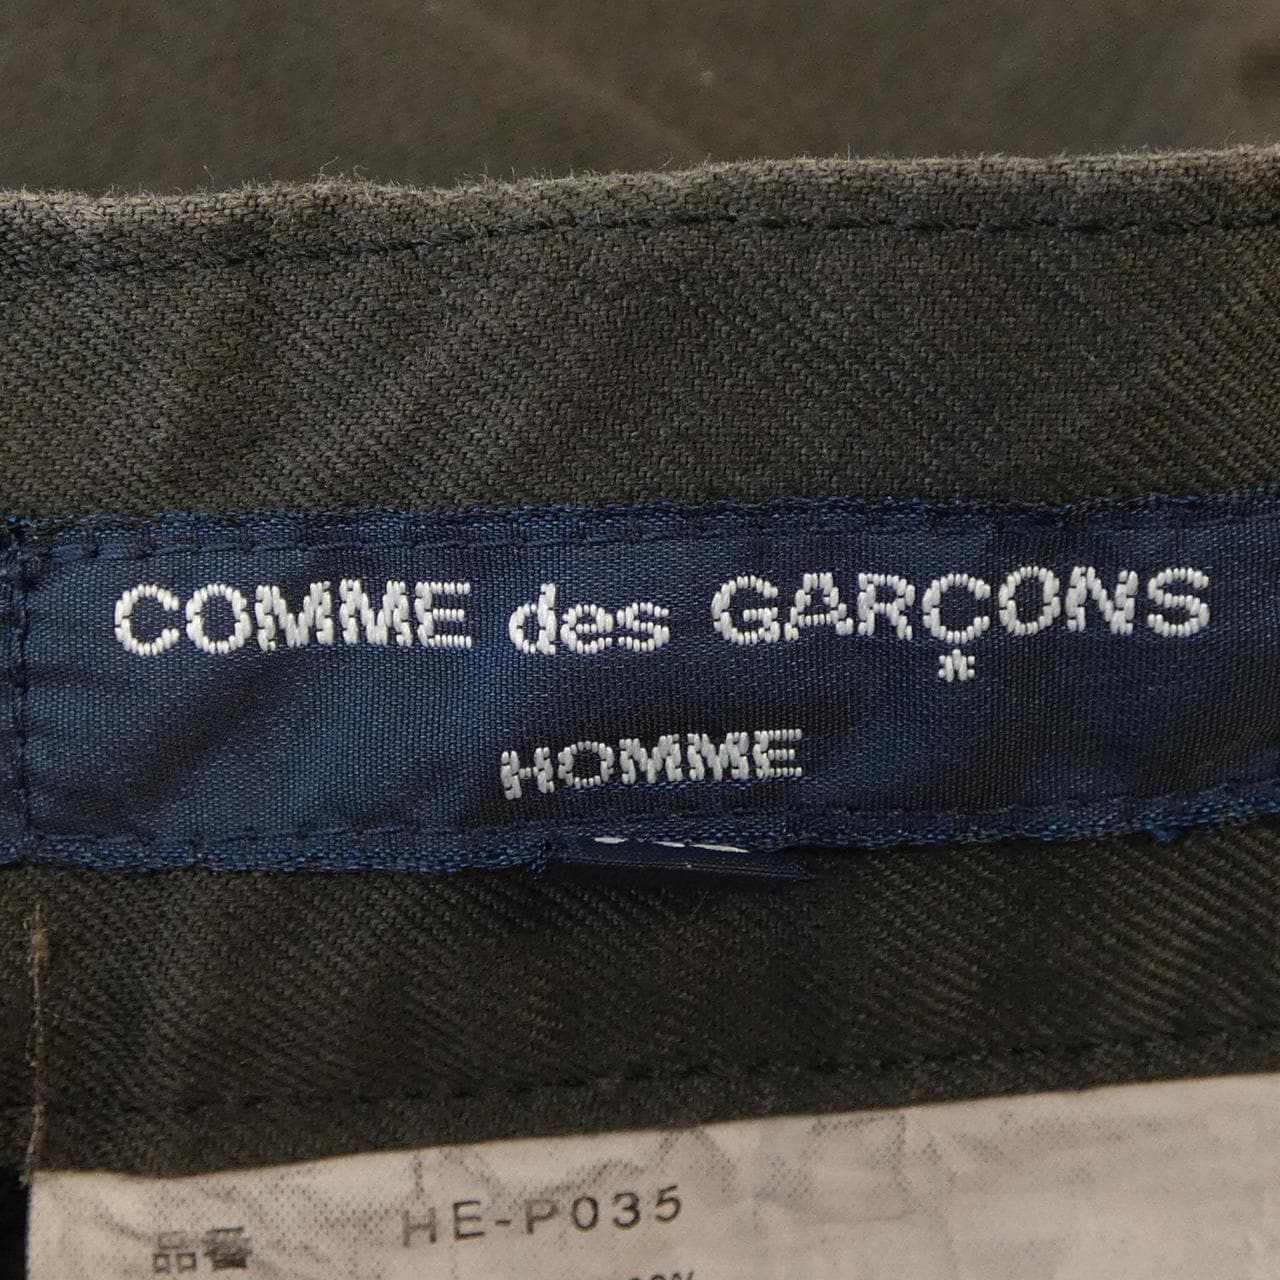 COMME des GARÇONS
HOMME
品番 HE-P035